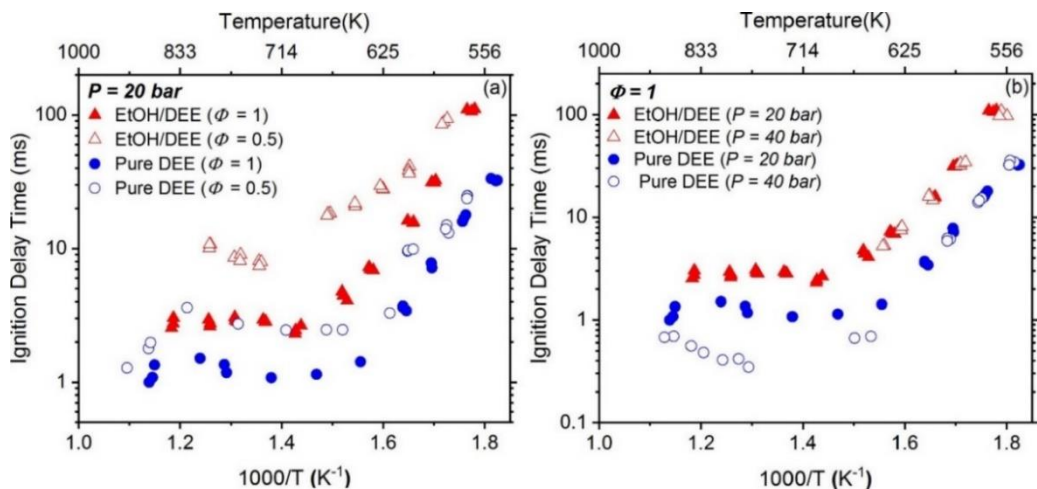 Temperature(K)
1000 833 714 625 556
(a)
P = 20 bar
EtOH/DEE (Φ = 1)
EtOH/DEE (Φ = 0.5)
Pure DEE (Φ = 1)
Pure DEE (Φ = 0.5)
Ignition Delay Time (ms)
100
10
1
1.0 1.2 1.4 1.6 1.8
1000/T (K⁻¹)
Temperature(K)
1000 833 714 625 556
(b)
Φ = 1
EtOH/DEE (P = 20 bar)
EtOH/DEE (P = 40 bar)
Pure DEE (P = 20 bar)
Pure DEE (P = 40 bar)
Ignition Delay Time (ms)
100
10
1
0.1
1.0 1.2 1.4 1.6 1.8
1000/T (K⁻¹)